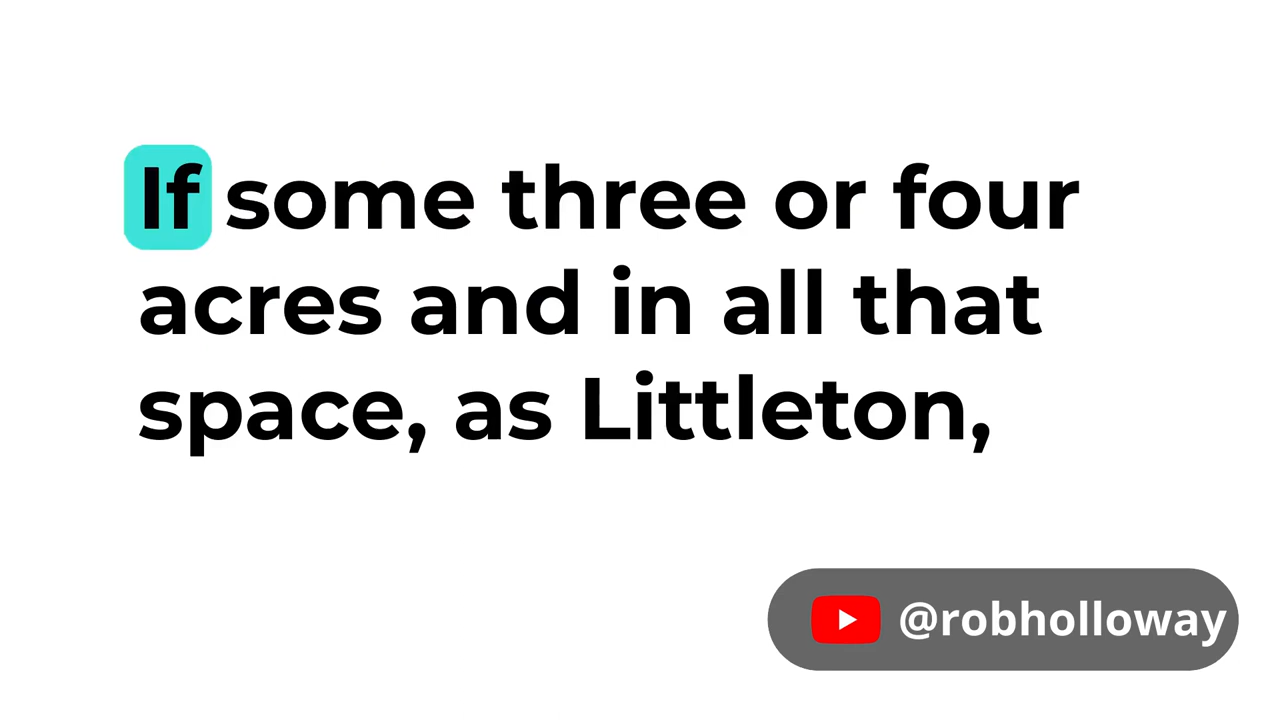 If some three or four
acres and in all that
space, as Littleton,
@robholloway